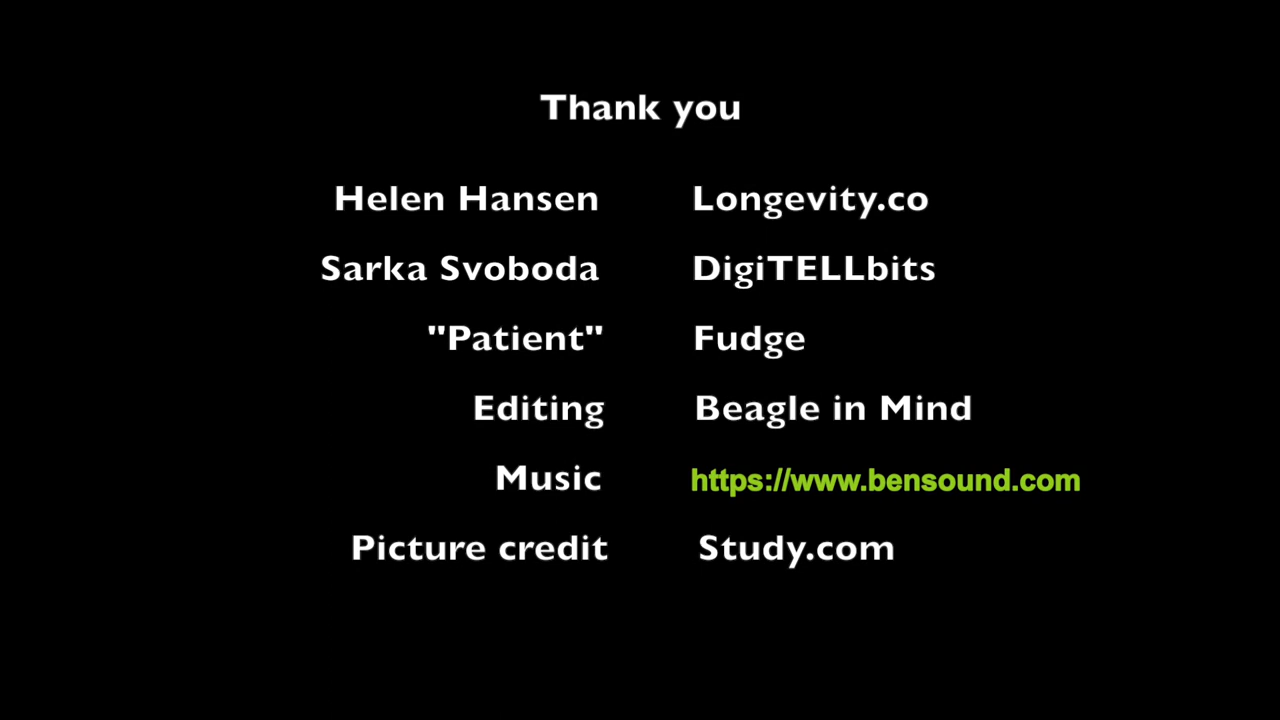 Thank you
Helen Hansen Longevity.co
Sarka Svoboda DigiTELLbits
"Patient" Fudge
Editing Beagle in Mind
Music https://www.bensound.com
Picture credit Study.com